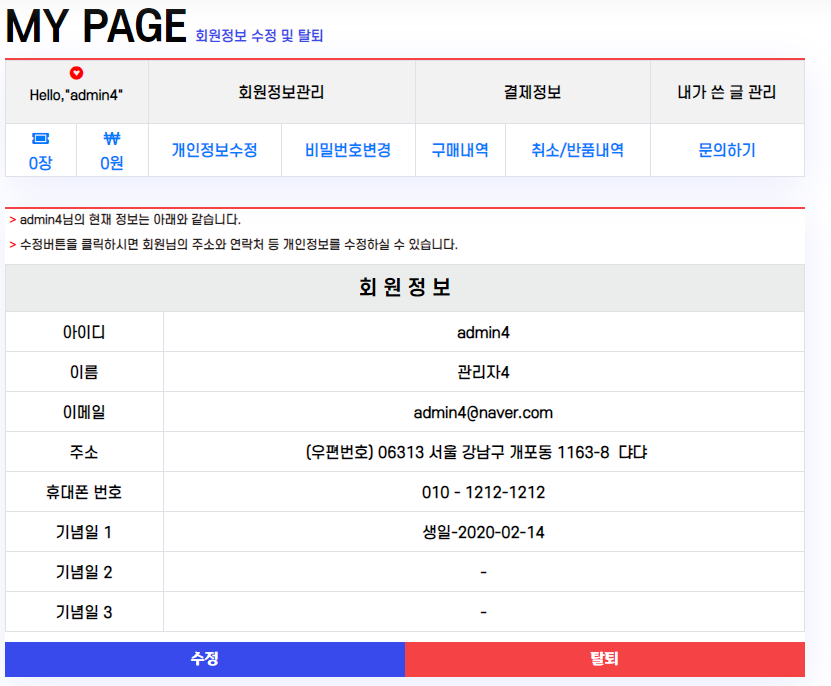 MY PAGE 회원정보 수정 및 탈퇴
Hello,"admin4" 회원정보관리 결제정보 내가 쓴 글 관리
0장 0원 개인정보수정 비밀번호변경 구매내역 취소/반품내역 문의하기
> admin4님의 현재 정보는 아래와 같습니다.
> 수정버튼을 클릭하시면 회원님의 주소와 연락처 등 개인정보를 수정하실 수 있습니다.
회 원 정 보
아이디 admin4
이름 관리자4
이메일 admin4@naver.com
주소 (우편번호) 06313 서울 강남구 개포동 1163-8 댜댜
휴대폰 번호 010 - 1212-1212
기념일 1 생일-2020-02-14
기념일 2 -
기념일 3 -
수정 탈퇴